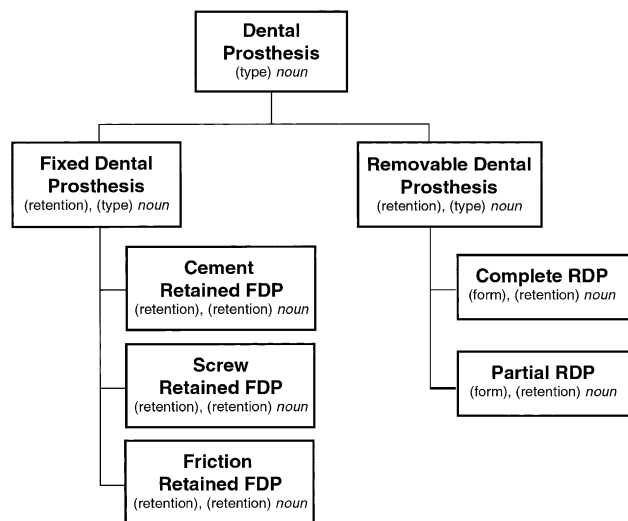 Dental
Prosthesis
(type) noun
Fixed Dental
Prosthesis
(retention), (type) noun
Removable Dental
Prosthesis
(retention), (type) noun
Cement
Retained FDP
(retention), (retention) noun
Screw
Retained FDP
(retention), (retention) noun
Friction
Retained FDP
(retention), (retention) noun
Complete RDP
(form), (retention) noun
Partial RDP
(form), (retention) noun